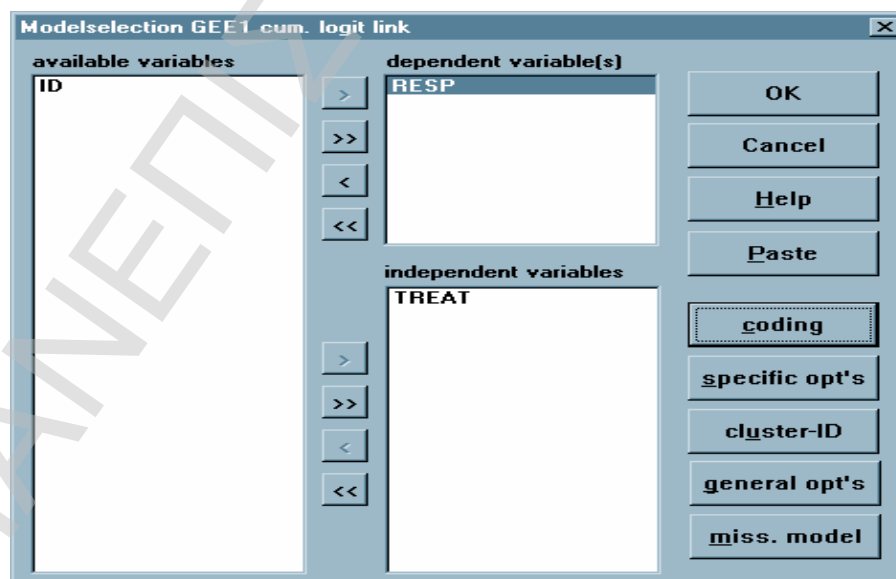 Modelselection GEE1 cum. logit link
available variables
ID
>
>>
<
<<
>
>>
<
<<
dependent variable(s)
RESP
independent variables
TREAT
OK
Cancel
Help
Paste
coding
specific opt's
cluster-ID
general opt's
miss. model